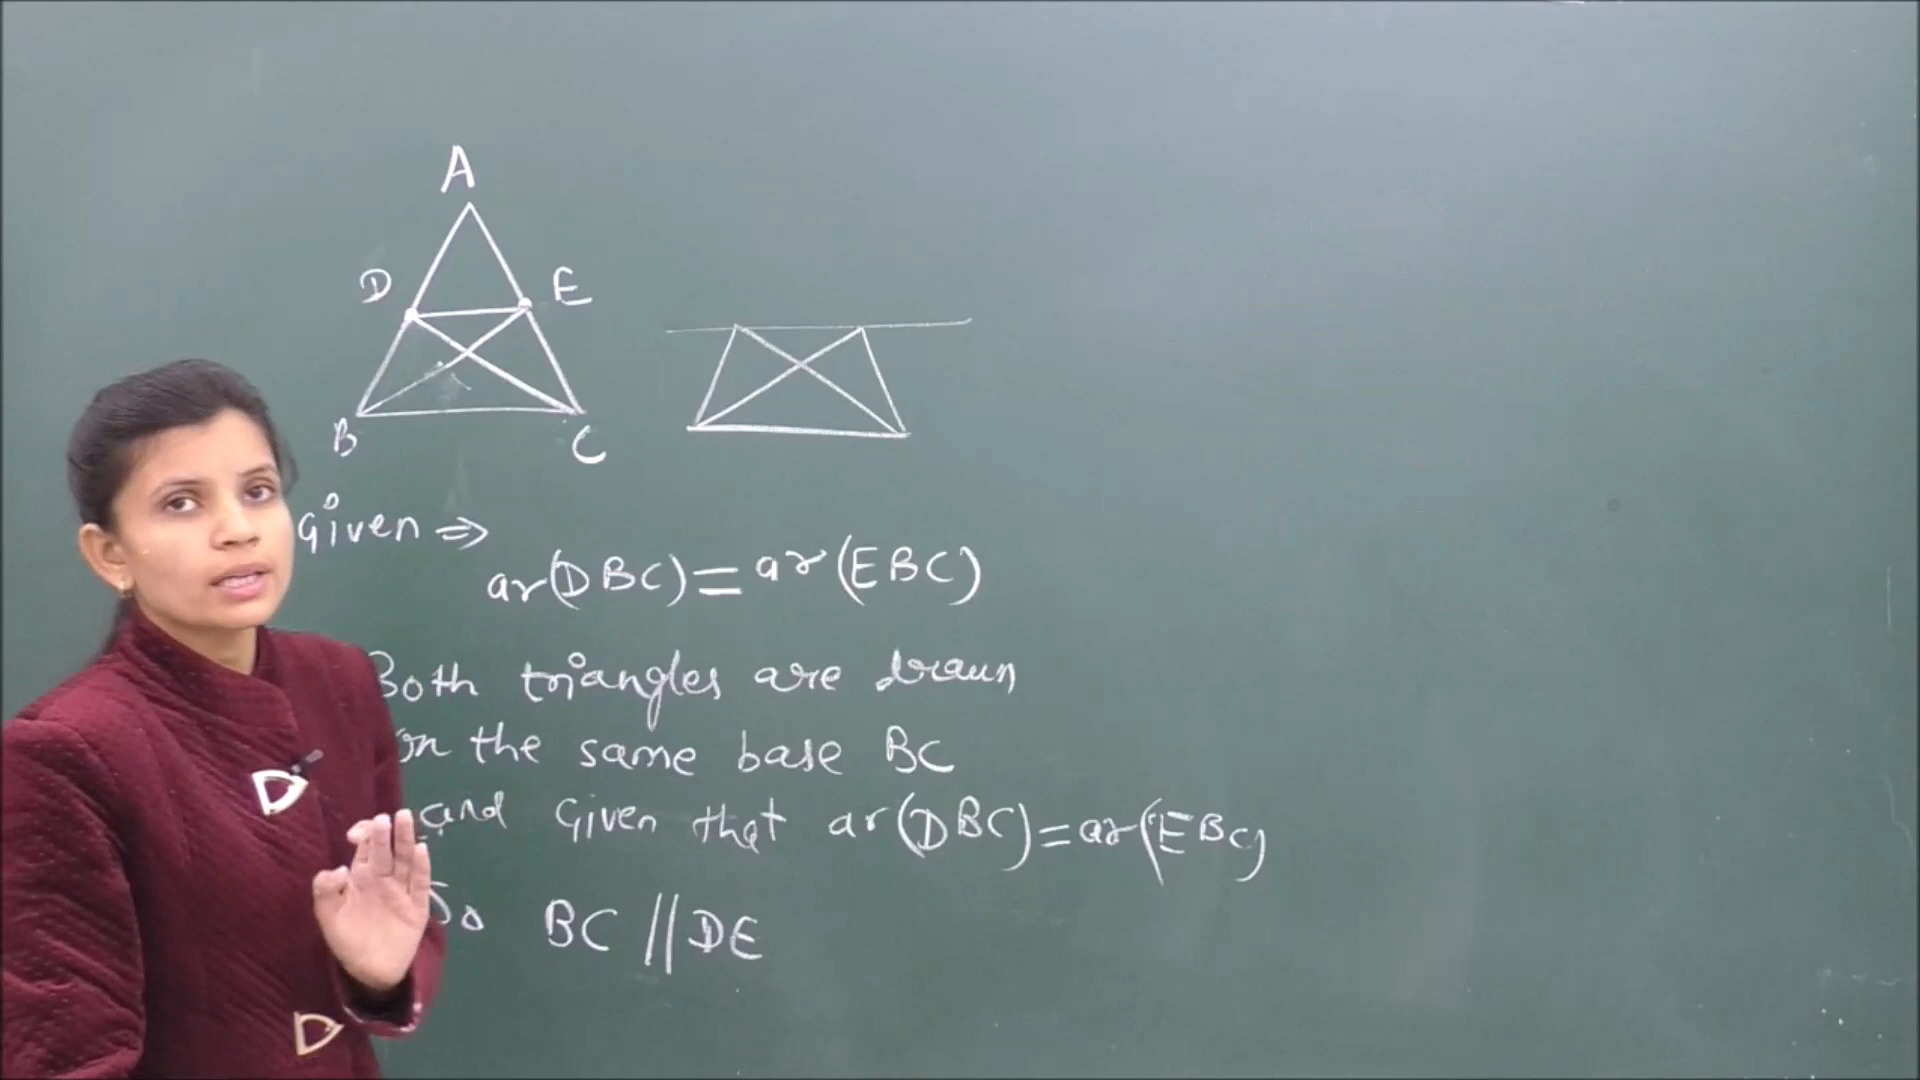 A
D E
B C
Given ⇒
ar(DBC) = ar(EBC)
Both triangles are drawn
on the same base BC
and Given that ar(DBC) = ar(EBC)
So BC // DE